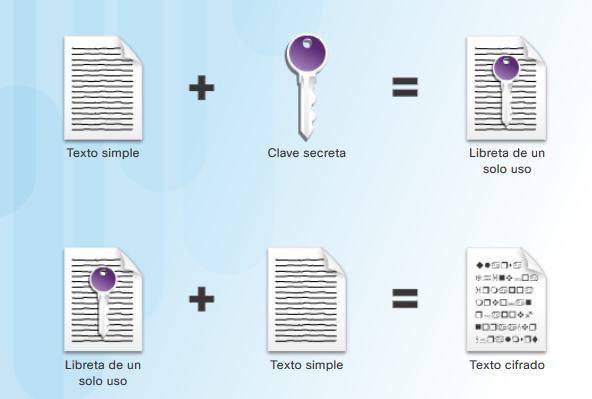 Texto simple
Clave secreta
Libreta de un
solo uso
Libreta de un
solo uso
Texto simple
Texto cifrado